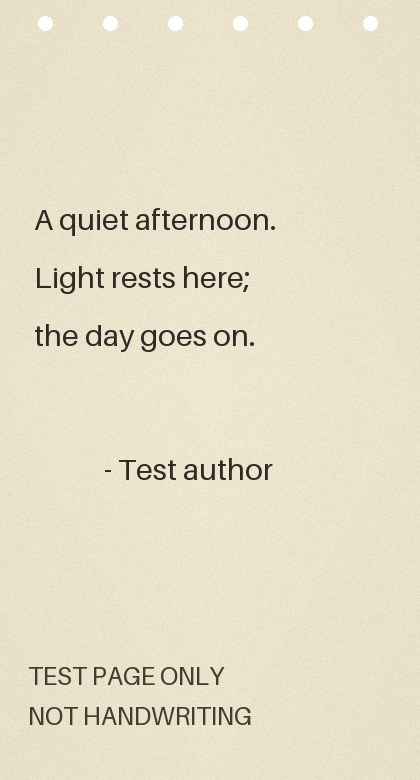 A quiet afternoon.
Light rests here;
the day goes on.
- Test author
TEST PAGE ONLY
NOT HANDWRITING